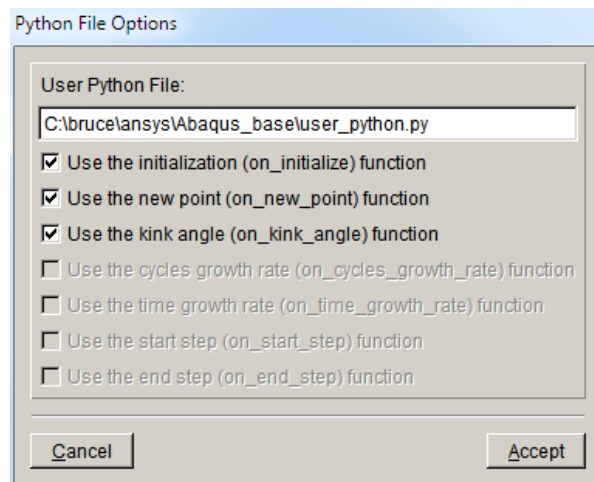 Python File Options
User Python File:
C:\bruce\ansys\Abaqus_base\user_python.py
Use the initialization (on_initialize) function
Use the new point (on_new_point) function
Use the kink angle (on_kink_angle) function
Use the cycles growth rate (on_cycles_growth_rate) function
Use the time growth rate (on_time_growth_rate) function
Use the start step (on_start_step) function
Use the end step (on_end_step) function
Cancel
Accept